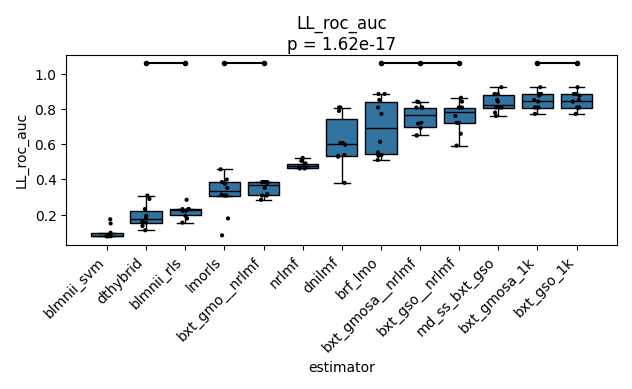 LL_roc_auc
p = 1.62e-17
LL_roc_auc
1.0
0.8
0.6
0.4
0.2
blmnii_svm
dthybrid
blmnii_rls
lmorls
bxt_gmo__nrlmf
nrlmf
dnilmf
brf_lmo
bxt_gmosa__nrlmf
bxt_gso__nrlmf
md_ss_bxt_gso
bxt_gmosa_1k
bxt_gso_1k
estimator